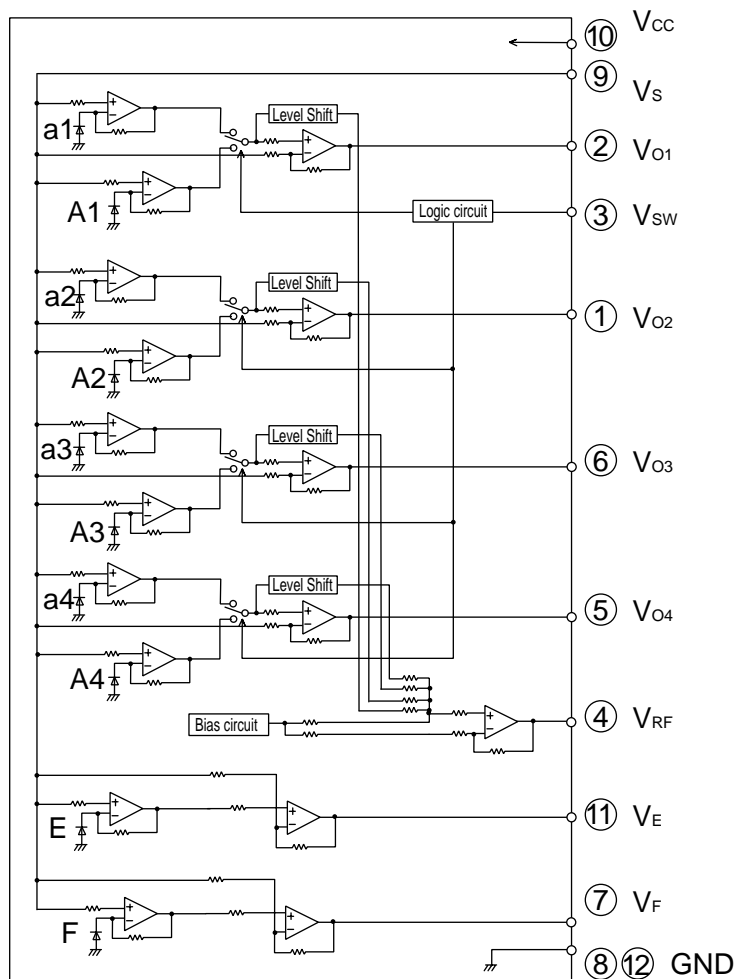 ⑩ VCC
⑨ VS
a1
Level Shift
② VO1
A1
Logic circuit
③ VSW
a2
Level Shift
① VO2
A2
a3
Level Shift
⑥ VO3
A3
a4
Level Shift
⑤ VO4
A4
Bias circuit
④ VRF
E
⑪ VE
F
⑦ VF
⑧⑫ GND